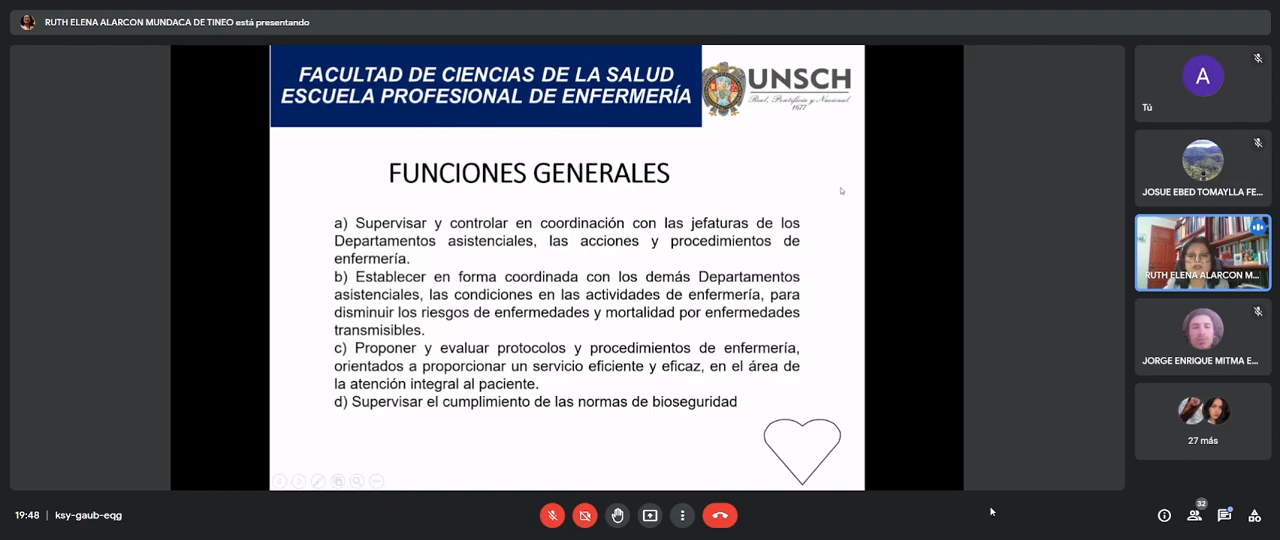 RUTH ELENA ALARCON MUNDACA DE TINEO está presentando
FACULTAD DE CIENCIAS DE LA SALUD
ESCUELA PROFESIONAL DE ENFERMERÍA
UNSCH
Real, Pontificia y Nacional
1677
FUNCIONES GENERALES
a) Supervisar y controlar en coordinación con las jefaturas de los
Departamentos asistenciales, las acciones y procedimientos de
enfermería.
b) Establecer en forma coordinada con los demás Departamentos
asistenciales, las condiciones en las actividades de enfermería, para
disminuir los riesgos de enfermedades y mortalidad por enfermedades
transmisibles.
c) Proponer y evaluar protocolos y procedimientos de enfermería,
orientados a proporcionar un servicio eficiente y eficaz, en el área de
la atención integral al paciente.
d) Supervisar el cumplimiento de las normas de bioseguridad
A
Tú
JOSUE EBED TOMAYLLA FE...
RUTH ELENA ALARCON M...
JORGE ENRIQUE MITMA E...
27 más
19:48 | ksy-gaub-eqg
32